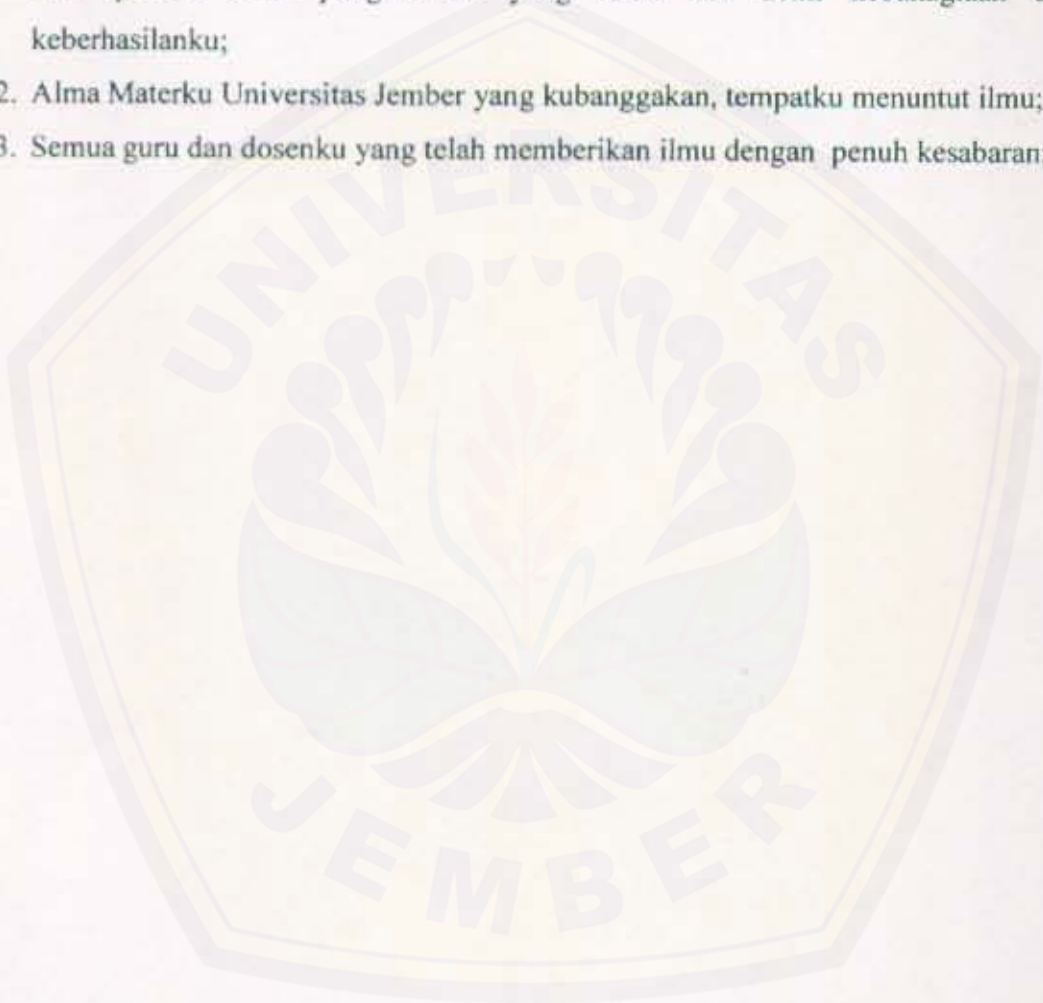 keberhasilanku;
2. Alma Materku Universitas Jember yang kubanggakan, tempatku menuntut ilmu;
3. Semua guru dan dosenku yang telah memberikan ilmu dengan penuh kesabaran;
UNIVERSITAS
JEMBER